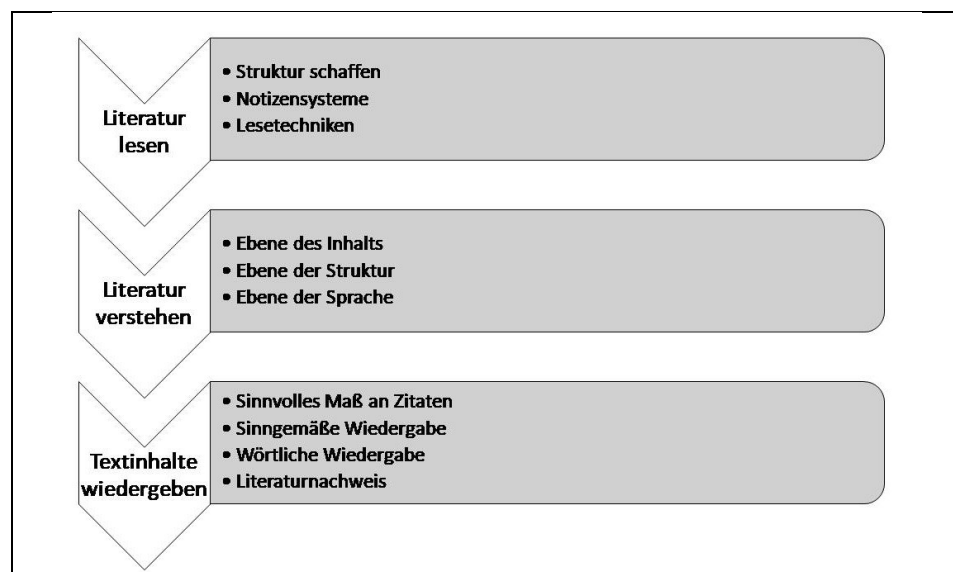 Literatur
lesen
• Struktur schaffen
• Notizensysteme
• Lesetechniken
Literatur
verstehen
• Ebene des Inhalts
• Ebene der Struktur
• Ebene der Sprache
Textinhalte
wiedergeben
• Sinnvolles Maß an Zitaten
• Sinngemäße Wiedergabe
• Wörtliche Wiedergabe
• Literaturnachweis